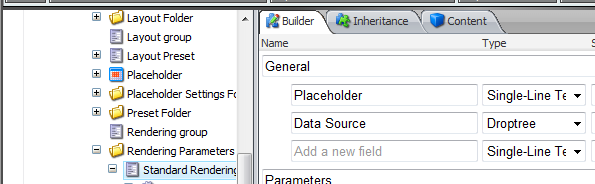 Layout Folder
Layout group
Layout Preset
Placeholder
Placeholder Settings Fo
Preset Folder
Rendering group
Rendering Parameters
Standard Rendering
Builder Inheritance Content
Name Type
General
Placeholder Single-Line Te
Data Source Droptree
Add a new field Single-Line Te
Parameters